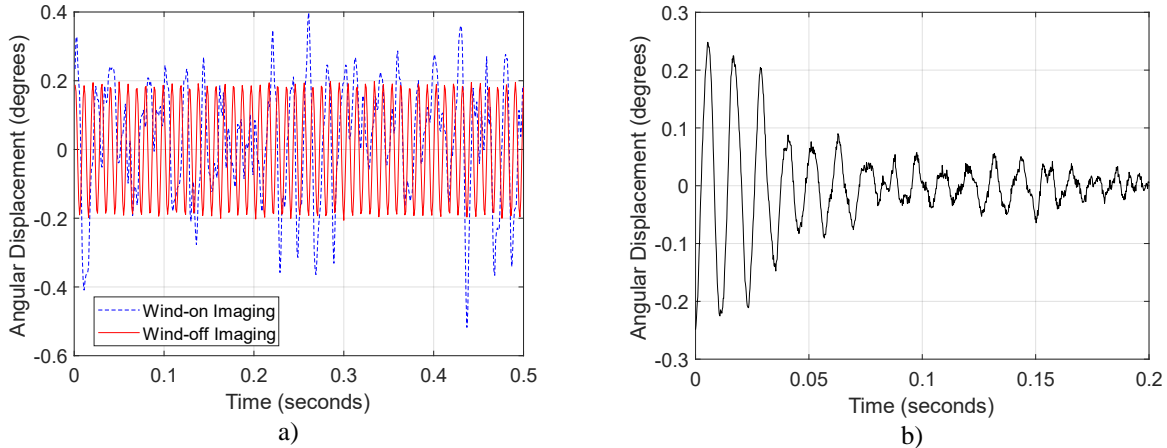 0.4
0.2
0
-0.2
-0.4
-0.6
Angular Displacement (degrees)
Wind-on Imaging
Wind-off Imaging
0 0.1 0.2 0.3 0.4 0.5
Time (seconds)
a)
0.3
0.2
0.1
0
-0.1
-0.2
-0.3
Angular Displacement (degrees)
0 0.05 0.1 0.15 0.2
Time (seconds)
b)